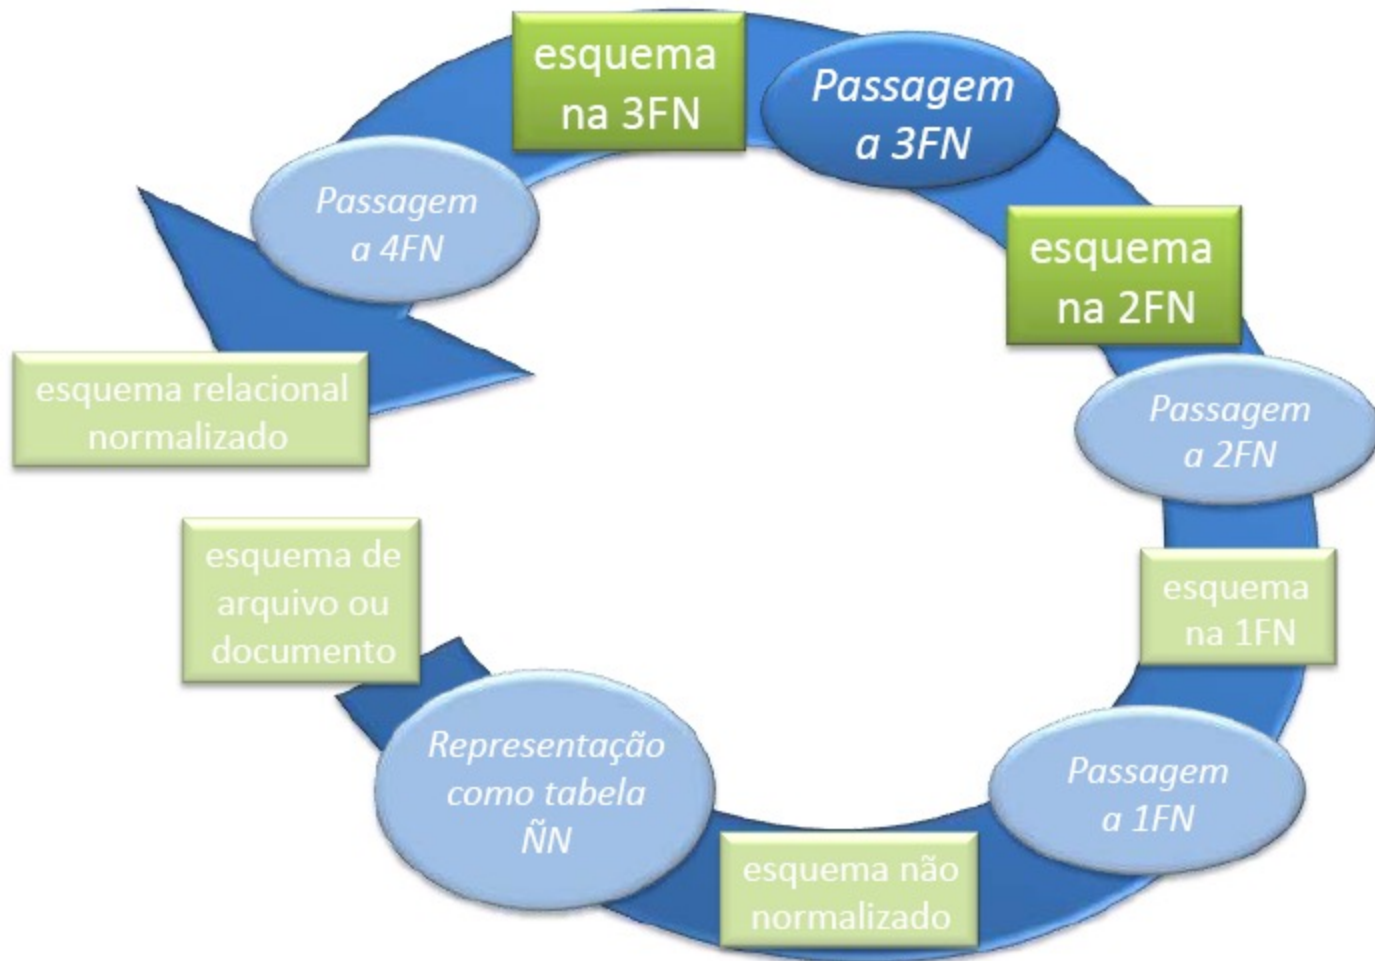 esquema
na 3FN
Passagem
a 3FN
Passagem
a 4FN
esquema
na 2FN
esquema relacional
normalizado
Passagem
a 2FN
esquema de
arquivo ou
documento
esquema
na 1FN
Representação
como tabela
ÑN
Passagem
a 1FN
esquema não
normalizado